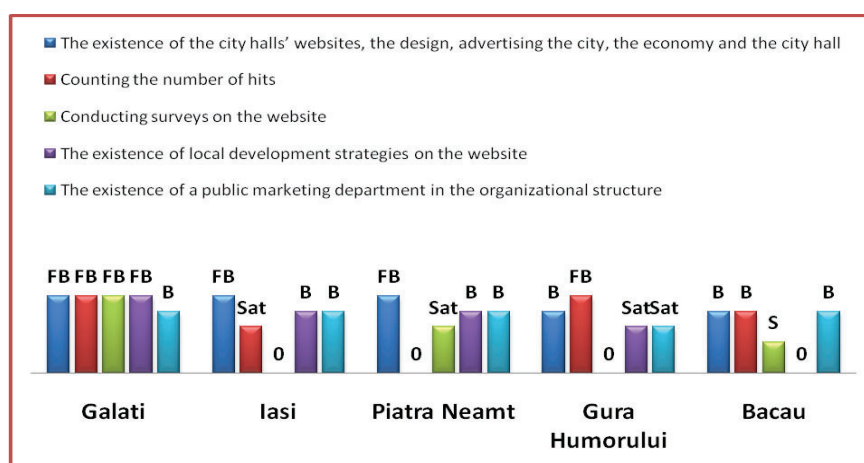 The existence of the city halls' websites, the design, advertising the city, the economy and the city hall
Counting the number of hits
Conducting surveys on the website
The existence of local development strategies on the website
The existence of a public marketing department in the organizational structure
FB FB FB FB B
FB Sat 0 B B
FB 0 Sat B B
B FB 0 Sat Sat
B B S 0 B
Galati
Iasi
Piatra Neamt
Gura
Humorului
Bacau